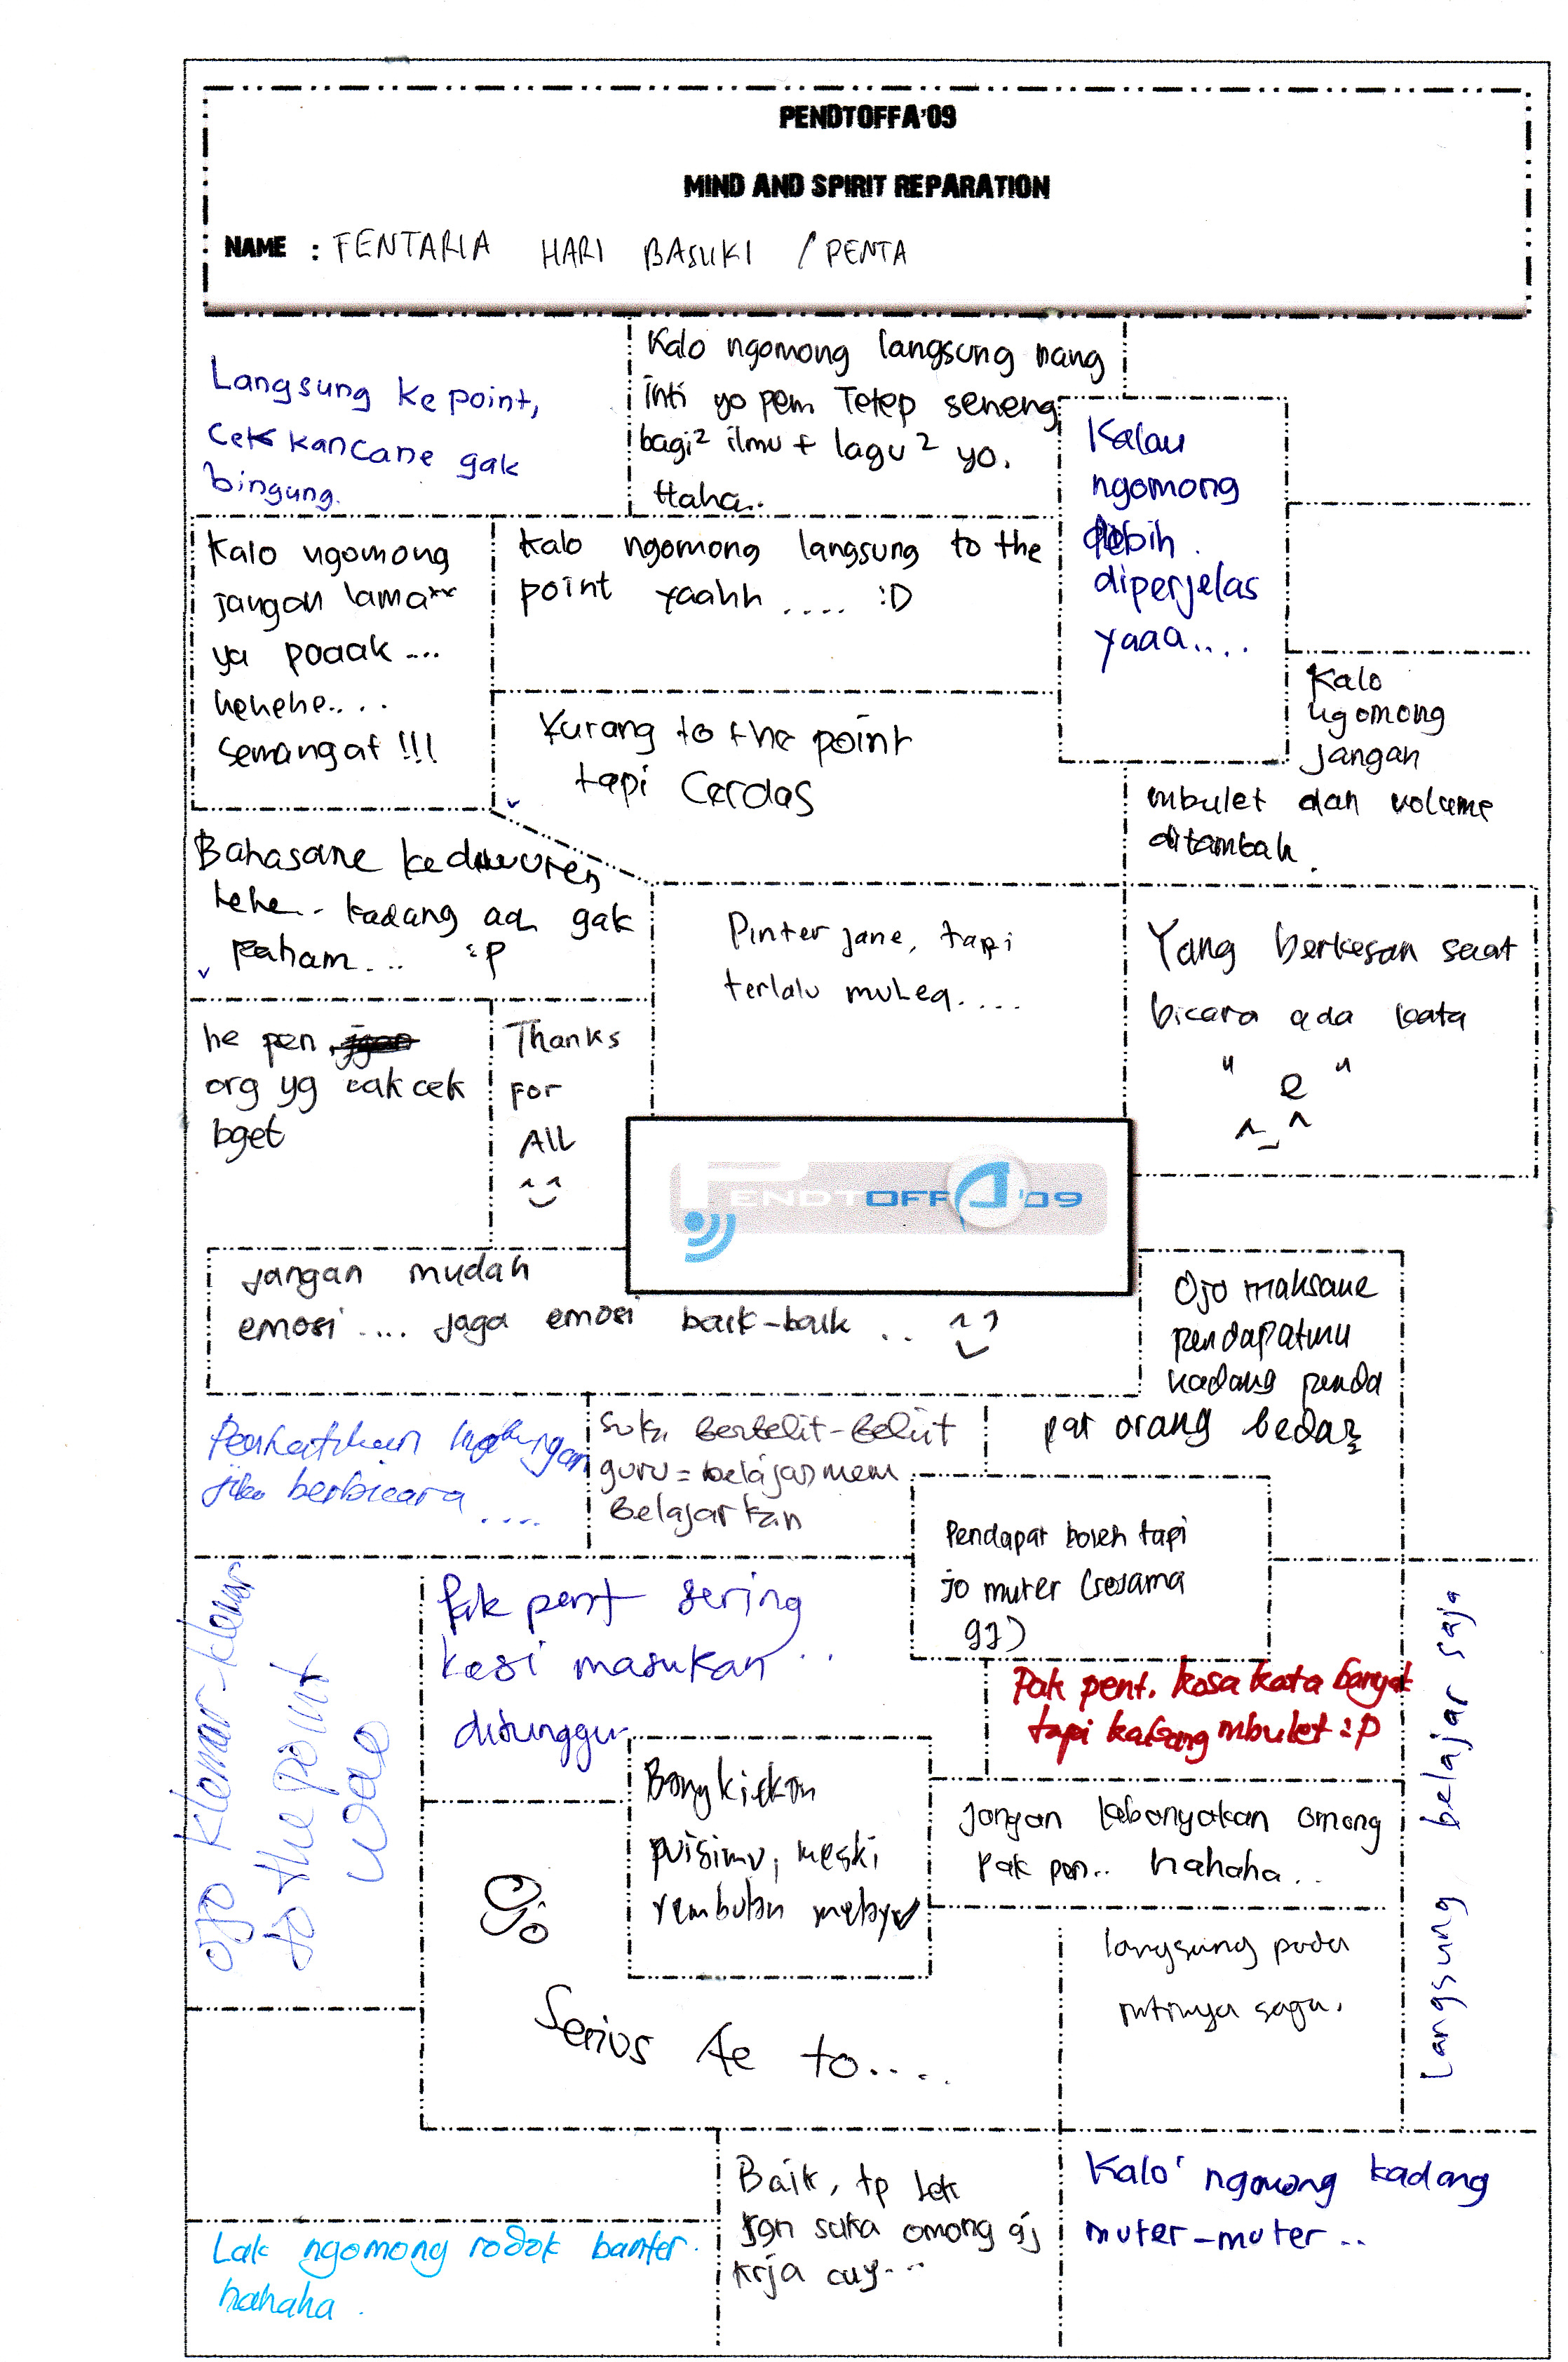 PENDTOFFA'09
MIND AND SPIRIT REPARATION
NAME : FENTARIA HARI BASUKI / PENTA
Langsung ke point,
cek kancane gak
bingung.
Kalo ngomong langsung nang
inti yo pem Tetep seneng
bagi² ilmu + lagu² yo.
Haha..
Kalau
ngomong
lebih
diperjelas
yaaa....
Kalo ngomong
jangan lama**
ya poaak ....
hehehe....
semangat !!!
Kalo ngomong langsung to the
point yaahh .... :D
Kurang to the point
tapi Cerdas
Kalo
ngomong
jangan
mbulet dan volume
ditambah.
Bahasane keduwuren
hehe.. kadang aq gak
paham... :p
Pinter jane, tapi
terlalu muleq....
Yang berkesan saat
bicara ada kata
" e "
^_^
he pen
org yg cak cek
bget
Thanks
For
All
PENDTOFFA'09
Jangan mudah
emosi .... jaga emosi baik-baik ..
Ojo maksane
pendapatmu
kadang penda
pat orang beda2
Perhatikan lingkungan
jika berbicara ....
suka Berbelit-Belit
guru = belajar mem
Belajarkan
Pendapat boleh tapi
jo muter (resama
gj)
ojo klemar-klemar
to the point
wae
Pak pent sering
kasi masukan ..
ditunggu
Pak pent. kosa kata banyak
tapi kadang mbulet :p
Langsung belajar saja
Bangkitkan
puisimu, meski
rembulan
Jangan kebanyakan omong
Pak pen.. hahaha..
Ojo
Serius Ae to....
langsung pada
intinya saja.
Lak ngomong rodok banter.
hahaha.
Baik, tp lek
jgn suka omong aj
krja cuy...
Kalo' ngomong kadang
muter-muter ..